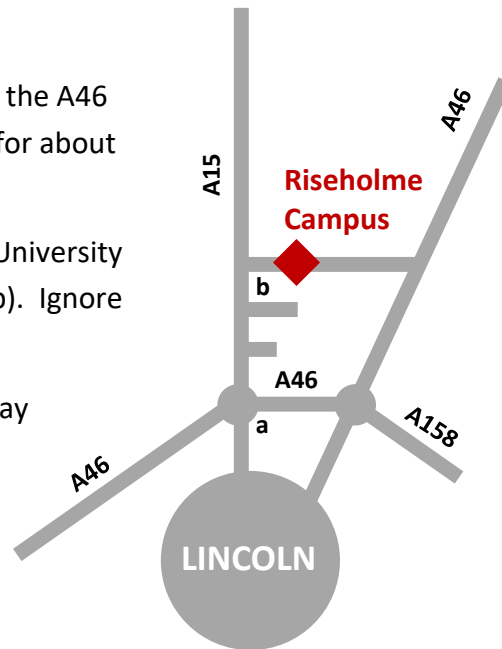 the A46
for about
University
b). Ignore
ay
A15
A46
Riseholme
Campus
b
A46
a
A158
A46
LINCOLN